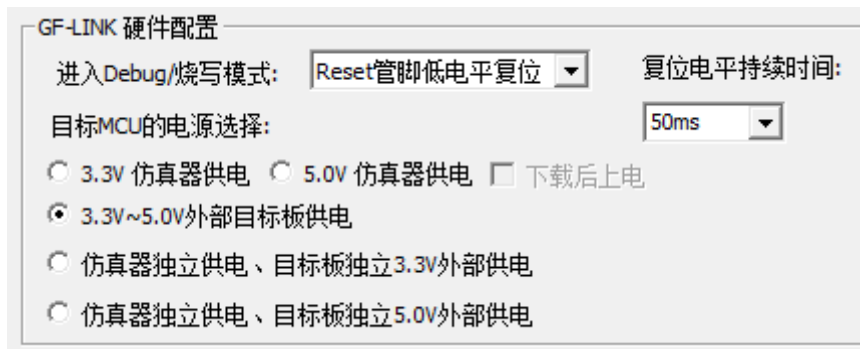 GF-LINK 硬件配置
进入Debug/烧写模式: Reset管脚低电平复位 复位电平持续时间:
目标MCU的电源选择: 50ms
3.3V 仿真器供电 5.0V 仿真器供电 下载后上电
3.3V~5.0V外部目标板供电
仿真器独立供电、目标板独立3.3V外部供电
仿真器独立供电、目标板独立5.0V外部供电